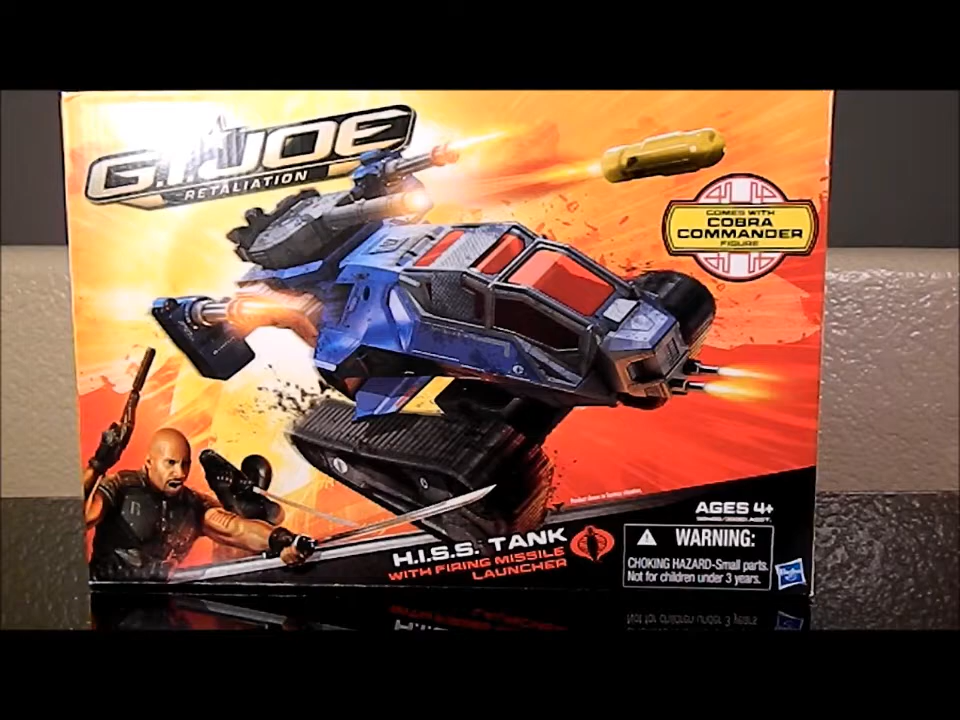 G.I.JOE
RETALIATION
COMES WITH
COBRA
COMMANDER
FIGURE
AGES 4+
H.I.S.S. TANK
WITH FIRING MISSILE
LAUNCHER
WARNING:
CHOKING HAZARD-Small parts.
Not for children under 3 years.
Hasbro